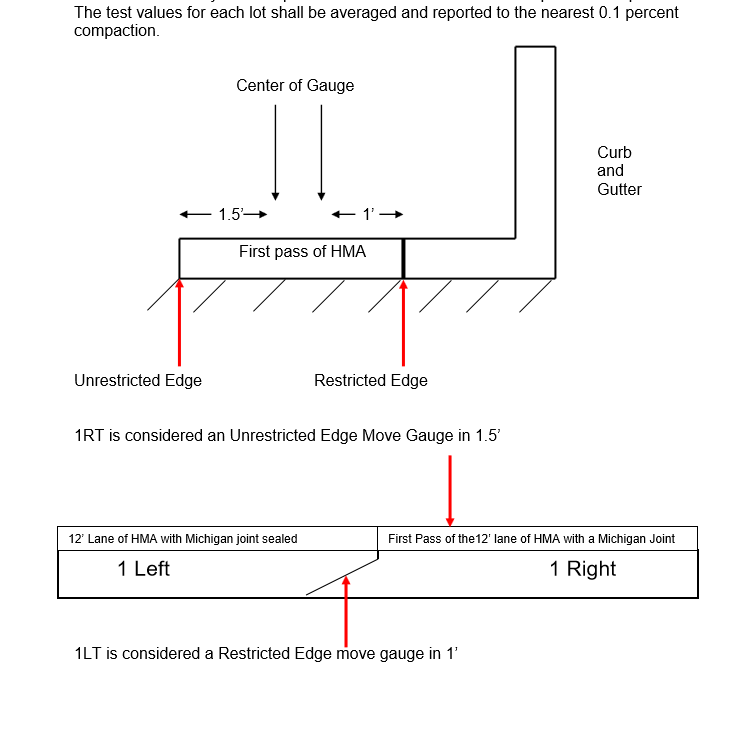 The test values for each lot shall be averaged and reported to the nearest 0.1 percent
compaction.
Center of Gauge
Curb
and
Gutter
1.5’
1’
First pass of HMA
Unrestricted Edge
Restricted Edge
1RT is considered an Unrestricted Edge Move Gauge in 1.5’
12’ Lane of HMA with Michigan joint sealed
First Pass of the12’ lane of HMA with a Michigan Joint
1 Left
1 Right
1LT is considered a Restricted Edge move gauge in 1’